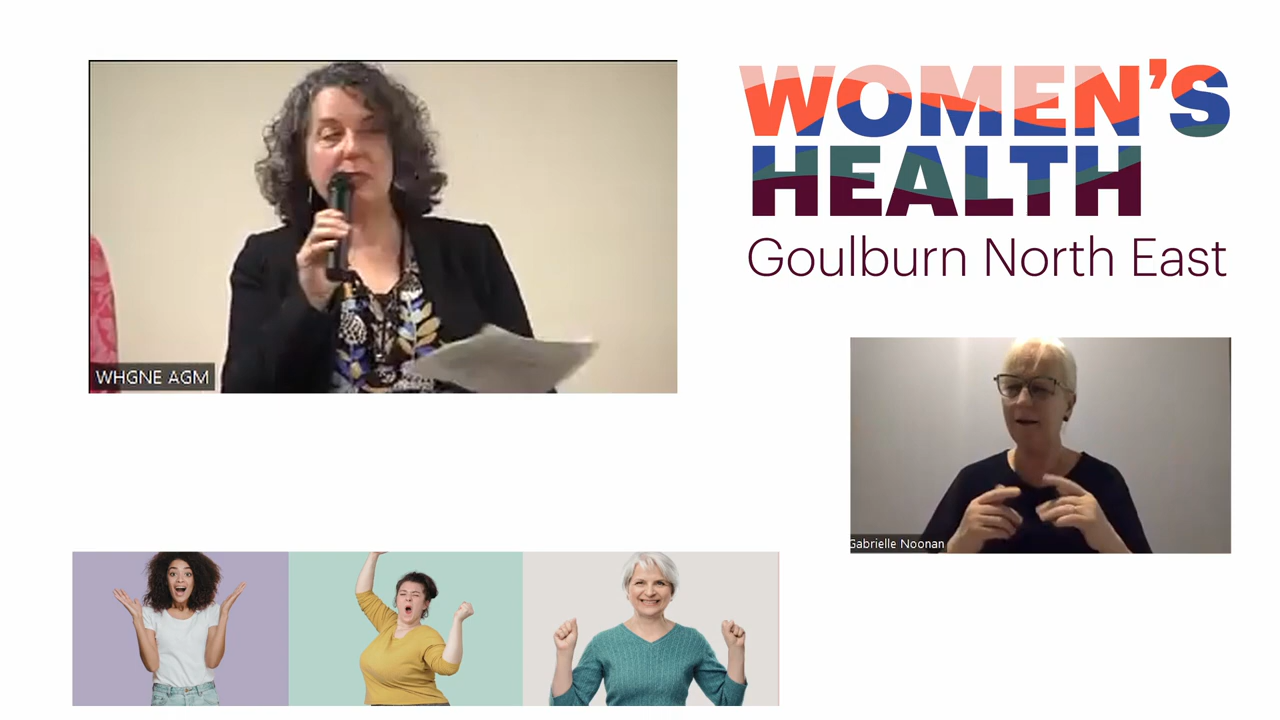 WOMEN'S
HEALTH
Goulburn North East
WHGNE AGM
Gabrielle Noonan